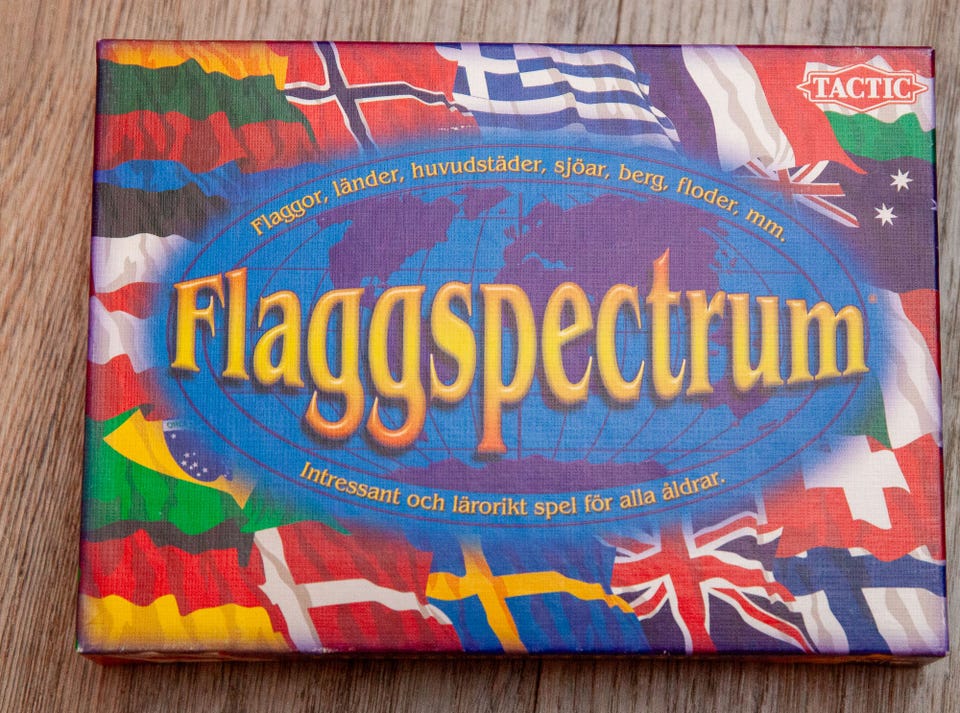 TACTIC
Flaggor, länder, huvudstäder, sjöar, berg, floder, mm.
Flaggspectrum
Intressant och lärorikt spel för alla åldrar.